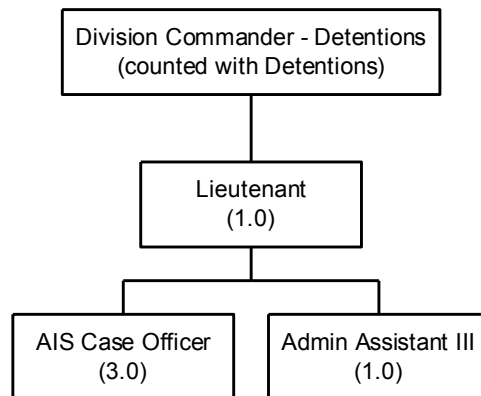 Division Commander - Detentions
(counted with Detentions)
Lieutenant
(1.0)
AIS Case Officer
(3.0)
Admin Assistant III
(1.0)